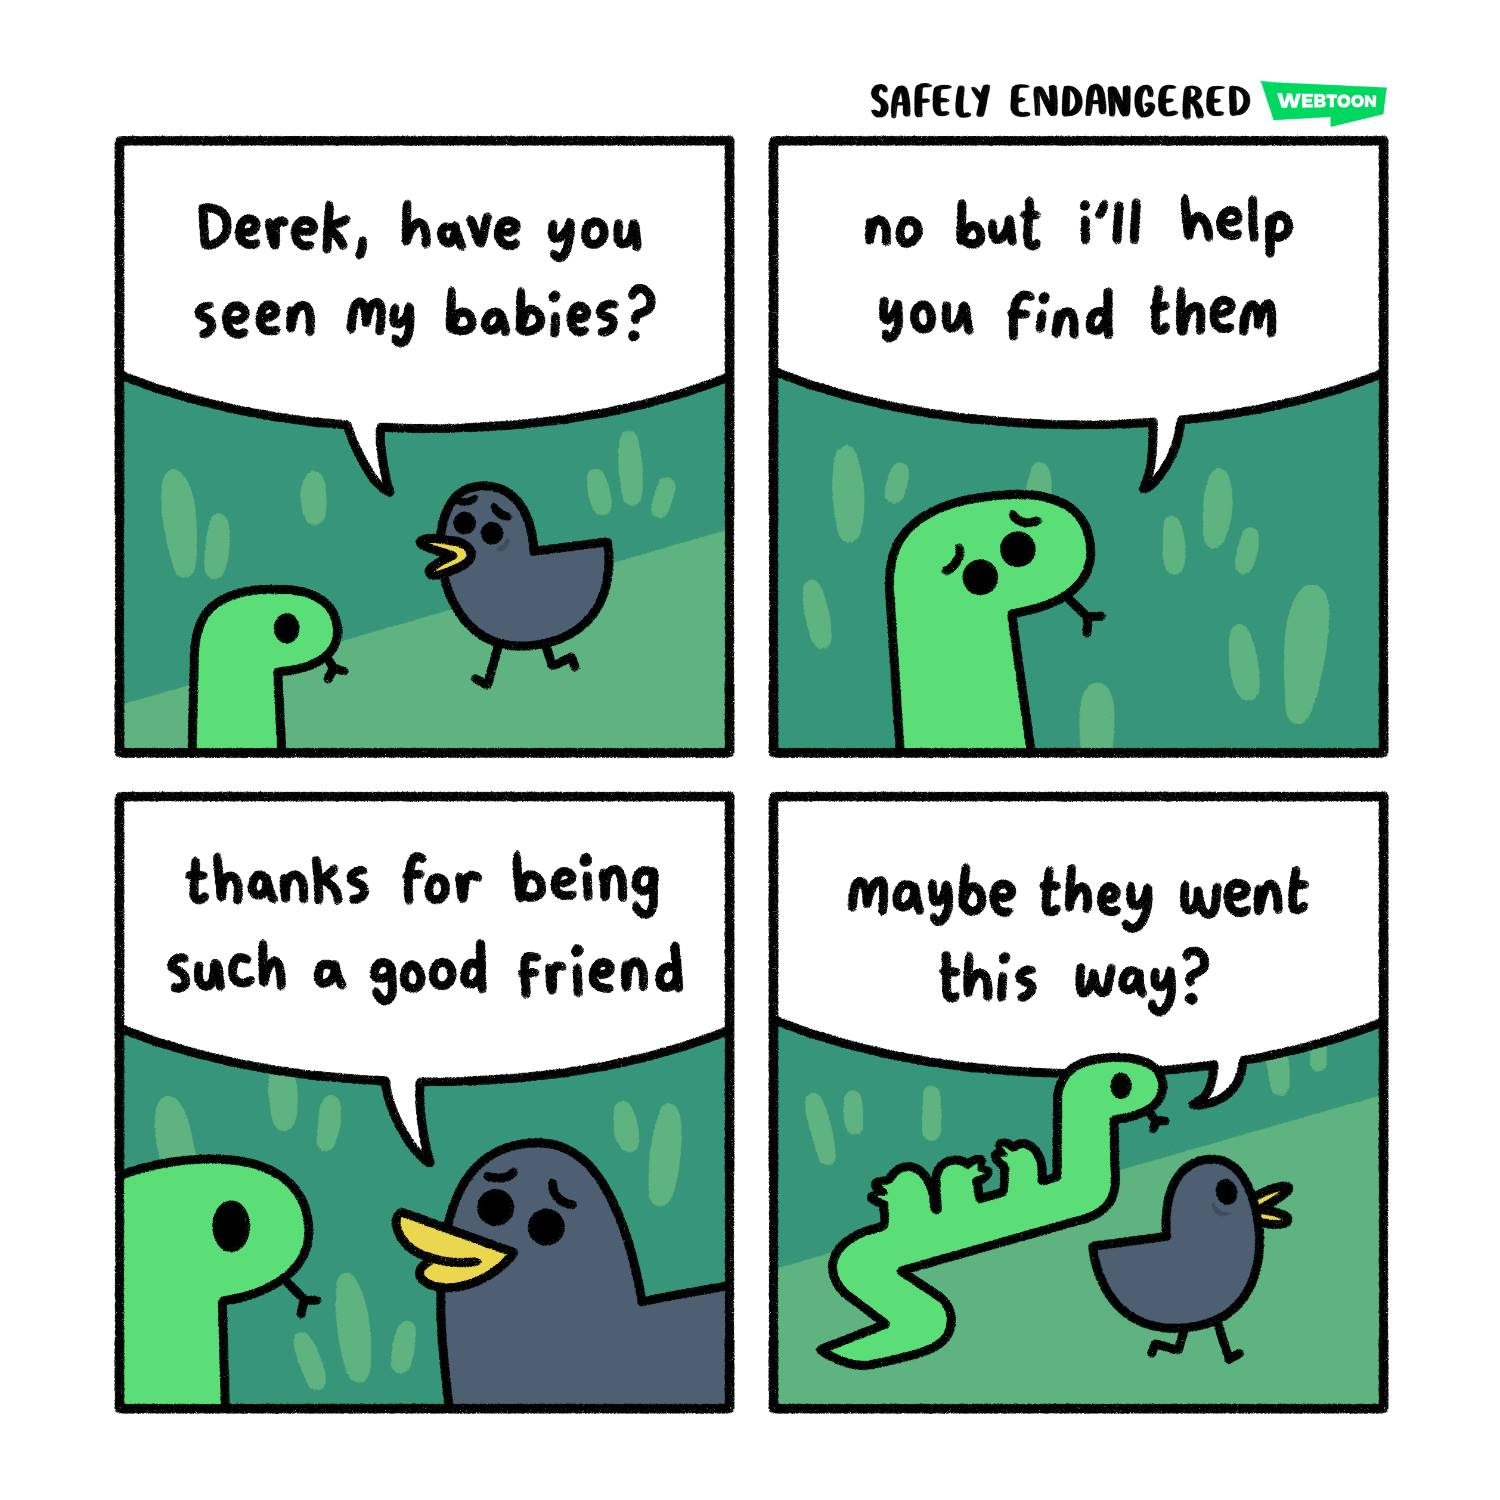 SAFELY ENDANGERED WEBTOON
Derek, have you
seen my babies?
no but i'll help
you find them
thanks for being
such a good friend
maybe they went
this way?